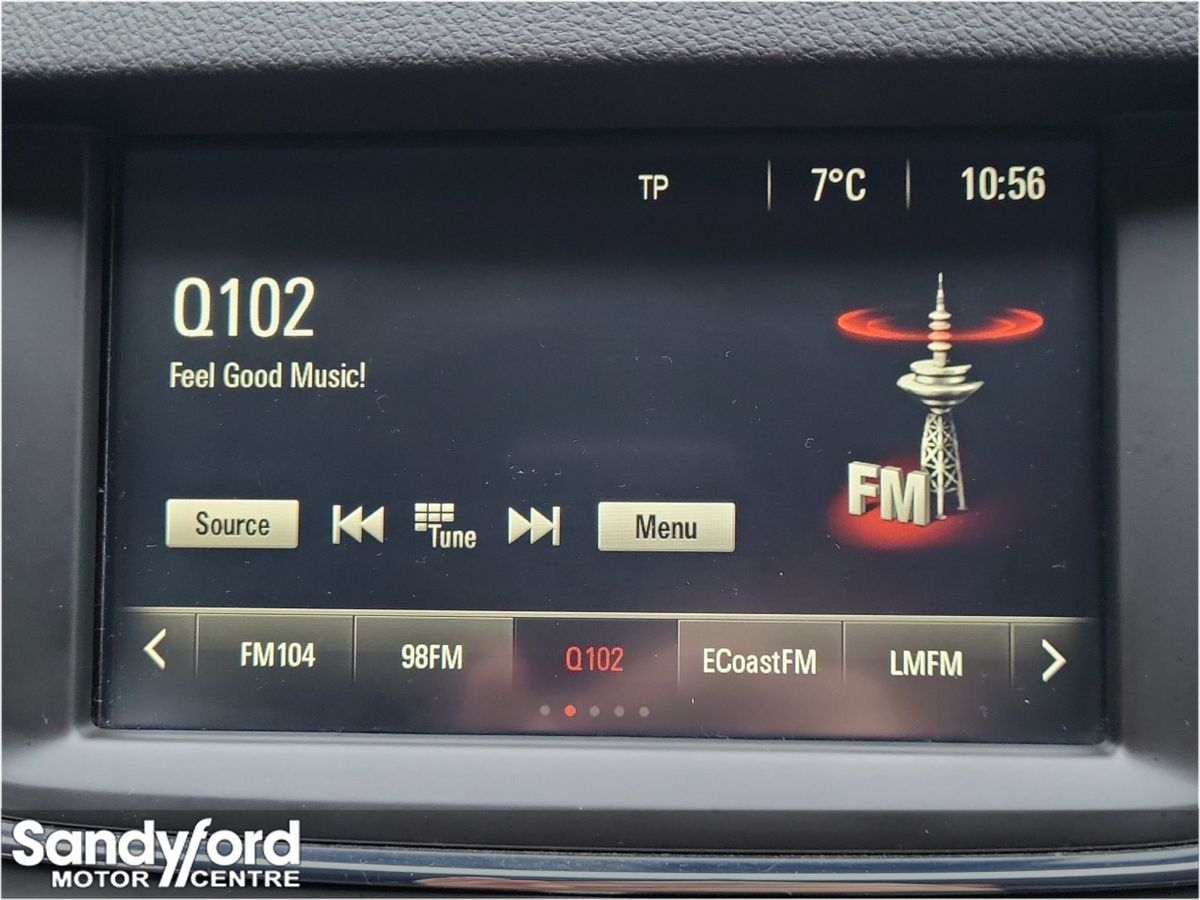 TP 7°C 10:56
Q102
Feel Good Music!
FM
Source Tune Menu
FM104 98FM Q102 ECoastFM LMFM
Sandyford
MOTOR CENTRE